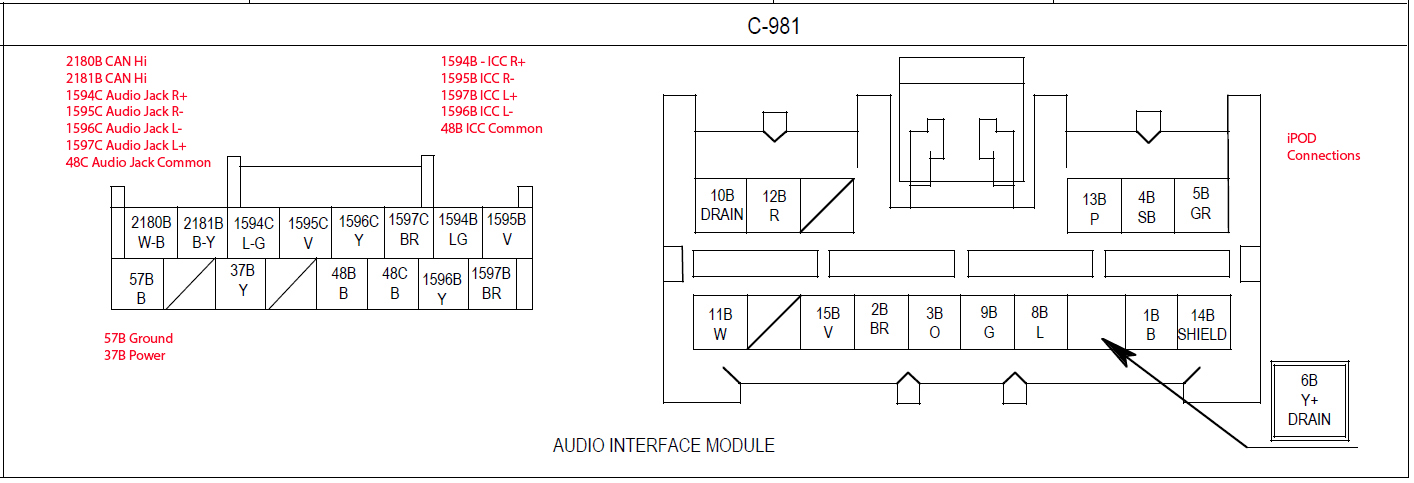 C-981
2180B CAN Hi
2181B CAN Hi
1594C Audio Jack R+
1595C Audio Jack R-
1596C Audio Jack L-
1597C Audio Jack L+
48C Audio Jack Common
1594B - ICC R+
1595B ICC R-
1597B ICC L+
1596B ICC L-
48B ICC Common
iPOD
Connections
2180B 2181B 1594C 1595C 1596C 1597C 1594B 1595B
W-B B-Y L-G V Y BR LG V
57B 37B 48B 48C 1596B 1597B
B Y B B Y BR
57B Ground
37B Power
10B 12B 13B 4B 5B
DRAIN R P SB GR
11B 15B 2B 3B 9B 8B 1B 14B
W V BR O G L B SHIELD
6B
Y+
DRAIN
AUDIO INTERFACE MODULE